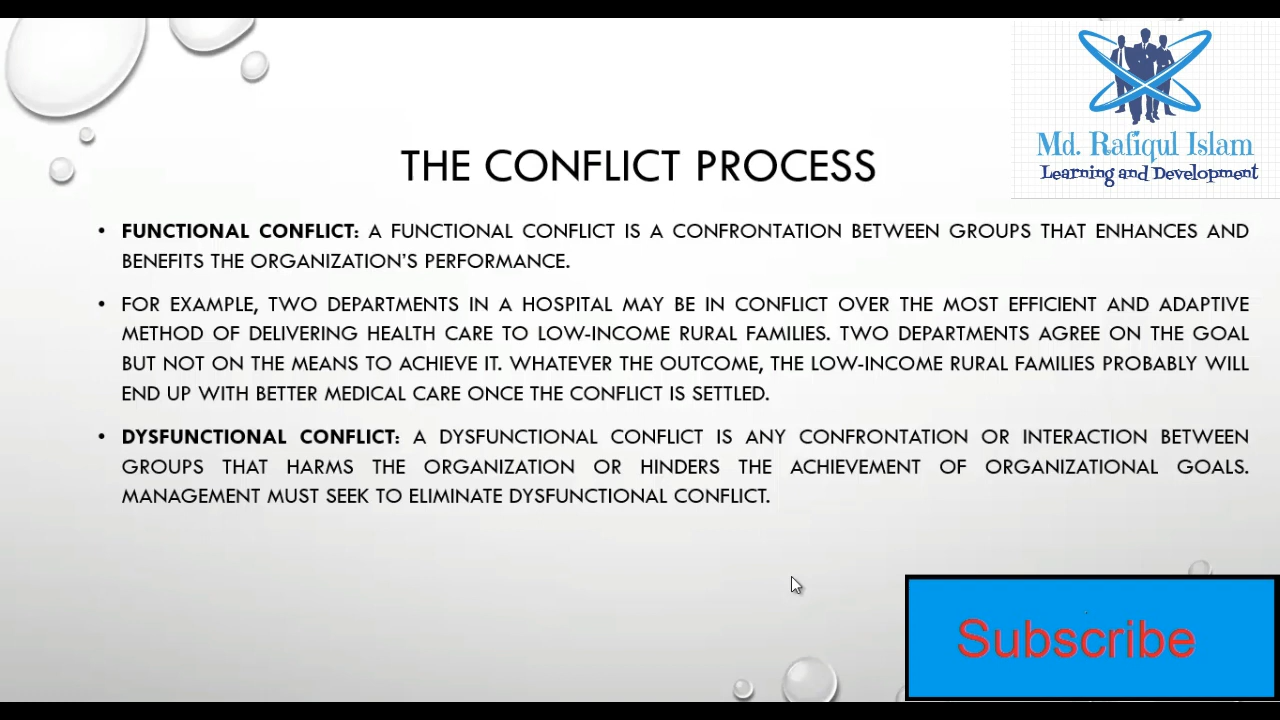 Md. Rafiqul Islam
Learning and Development
THE CONFLICT PROCESS
• FUNCTIONAL CONFLICT: A FUNCTIONAL CONFLICT IS A CONFRONTATION BETWEEN GROUPS THAT ENHANCES AND
BENEFITS THE ORGANIZATION'S PERFORMANCE.
• FOR EXAMPLE, TWO DEPARTMENTS IN A HOSPITAL MAY BE IN CONFLICT OVER THE MOST EFFICIENT AND ADAPTIVE
METHOD OF DELIVERING HEALTH CARE TO LOW-INCOME RURAL FAMILIES. TWO DEPARTMENTS AGREE ON THE GOAL
BUT NOT ON THE MEANS TO ACHIEVE IT. WHATEVER THE OUTCOME, THE LOW-INCOME RURAL FAMILIES PROBABLY WILL
END UP WITH BETTER MEDICAL CARE ONCE THE CONFLICT IS SETTLED.
• DYSFUNCTIONAL CONFLICT: A DYSFUNCTIONAL CONFLICT IS ANY CONFRONTATION OR INTERACTION BETWEEN
GROUPS THAT HARMS THE ORGANIZATION OR HINDERS THE ACHIEVEMENT OF ORGANIZATIONAL GOALS.
MANAGEMENT MUST SEEK TO ELIMINATE DYSFUNCTIONAL CONFLICT.
Subscribe